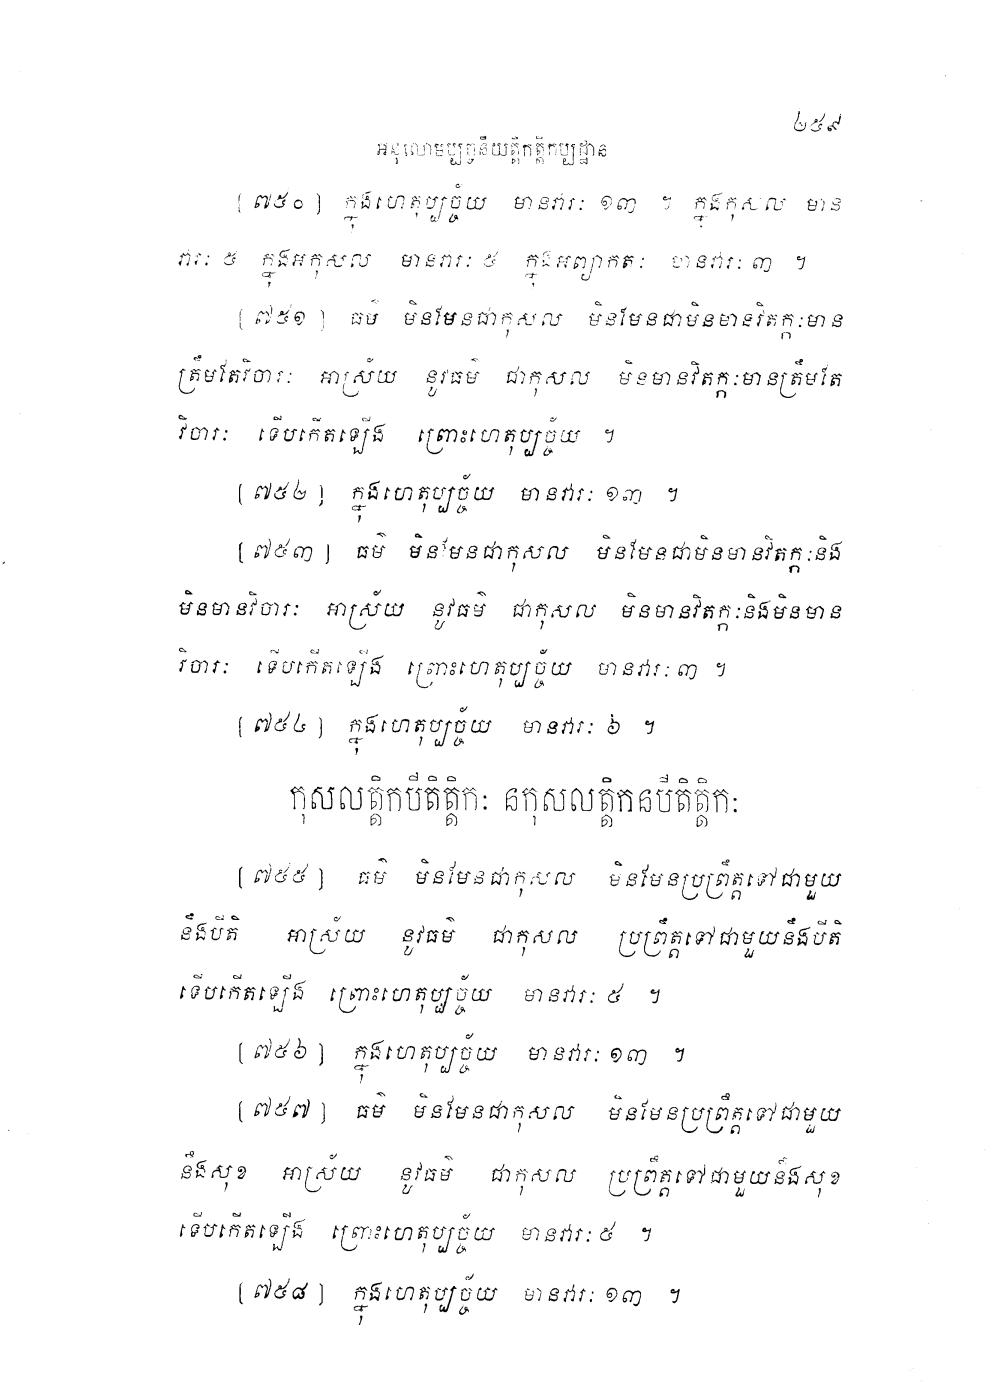 ២៥៩
អនុលោមប្បច្ចនីយត្តិកត្តិកប្បដ្ឋាន
[៧៥០] ក្នុងហេតុប្បច្ច័យ មានវារៈ ១៣ ។ ក្នុងកុសល មាន
វារៈ ៥ ក្នុងអកុសល មានវារៈ ៥ ក្នុងអព្យាកតៈ មានវារៈ ៣ ។
[៧៥១] ធម៌ មិនមែនជាកុសល មិនមែនជាមិនមានវិតក្កៈមាន
ត្រឹមតែវិចារៈ អាស្រ័យ នូវធម៌ ជាកុសល មិនមានវិតក្កៈមានត្រឹមតែ
វិចារៈ ទើបកើតឡើង ព្រោះហេតុប្បច្ច័យ ។
[៧៥២] ក្នុងហេតុប្បច្ច័យ មានវារៈ ១៣ ។
[៧៥៣] ធម៌ មិនមែនជាកុសល មិនមែនជាមិនមានវិតក្កៈនិង
មិនមានវិចារៈ អាស្រ័យ នូវធម៌ ជាកុសល មិនមានវិតក្កៈនិងមិនមាន
វិចារៈ ទើបកើតឡើង ព្រោះហេតុប្បច្ច័យ មានវារៈ ៣ ។
[៧៥៤] ក្នុងហេតុប្បច្ច័យ មានវារៈ ៦ ។
កុសលត្តិកបីតិត្តិកៈ នកុសលត្តិកនបីតិត្តិកៈ
[៧៥៥] ធម៌ មិនមែនជាកុសល មិនមែនប្រព្រឹត្តទៅជាមួយ
នឹងបីតិ អាស្រ័យ នូវធម៌ ជាកុសល ប្រព្រឹត្តទៅជាមួយនឹងបីតិ
ទើបកើតឡើង ព្រោះហេតុប្បច្ច័យ មានវារៈ ៥ ។
[៧៥៦] ក្នុងហេតុប្បច្ច័យ មានវារៈ ១៣ ។
[៧៥៧] ធម៌ មិនមែនជាកុសល មិនមែនប្រព្រឹត្តទៅជាមួយ
នឹងសុខ អាស្រ័យ នូវធម៌ ជាកុសល ប្រព្រឹត្តទៅជាមួយនឹងសុខ
ទើបកើតឡើង ព្រោះហេតុប្បច្ច័យ មានវារៈ ៥ ។
[៧៥៨] ក្នុងហេតុប្បច្ច័យ មានវារៈ ១៣ ។